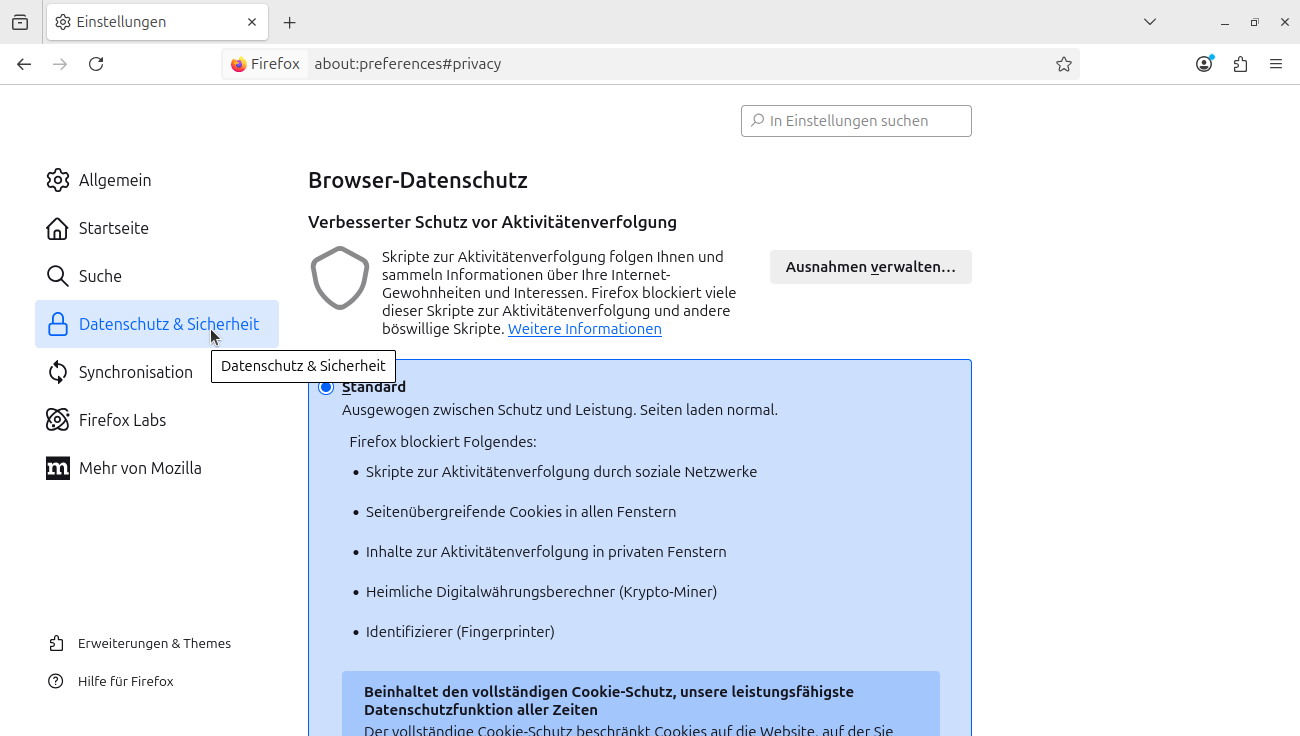 Einstellungen
Firefox
about:preferences#privacy
In Einstellungen suchen
Allgemein
Startseite
Suche
Datenschutz & Sicherheit
Synchronisation
Firefox Labs
Mehr von Mozilla
Erweiterungen & Themes
Hilfe für Firefox
Datenschutz & Sicherheit
Browser-Datenschutz
Verbesserter Schutz vor Aktivitätenverfolgung
Skripte zur Aktivitätenverfolgung folgen Ihnen und
sammeln Informationen über Ihre Internet-
Gewohnheiten und Interessen. Firefox blockiert viele
dieser Skripte zur Aktivitätenverfolgung und andere
böswillige Skripte. Weitere Informationen
Ausnahmen verwalten…
Standard
Ausgewogen zwischen Schutz und Leistung. Seiten laden normal.
Firefox blockiert Folgendes:
• Skripte zur Aktivitätenverfolgung durch soziale Netzwerke
• Seitenübergreifende Cookies in allen Fenstern
• Inhalte zur Aktivitätenverfolgung in privaten Fenstern
• Heimliche Digitalwährungsberechner (Krypto-Miner)
• Identifizierer (Fingerprinter)
Beinhaltet den vollständigen Cookie-Schutz, unsere leistungsfähigste
Datenschutzfunktion aller Zeiten
Der vollständige Cookie-Schutz beschränkt Cookies auf die Website, auf der Sie